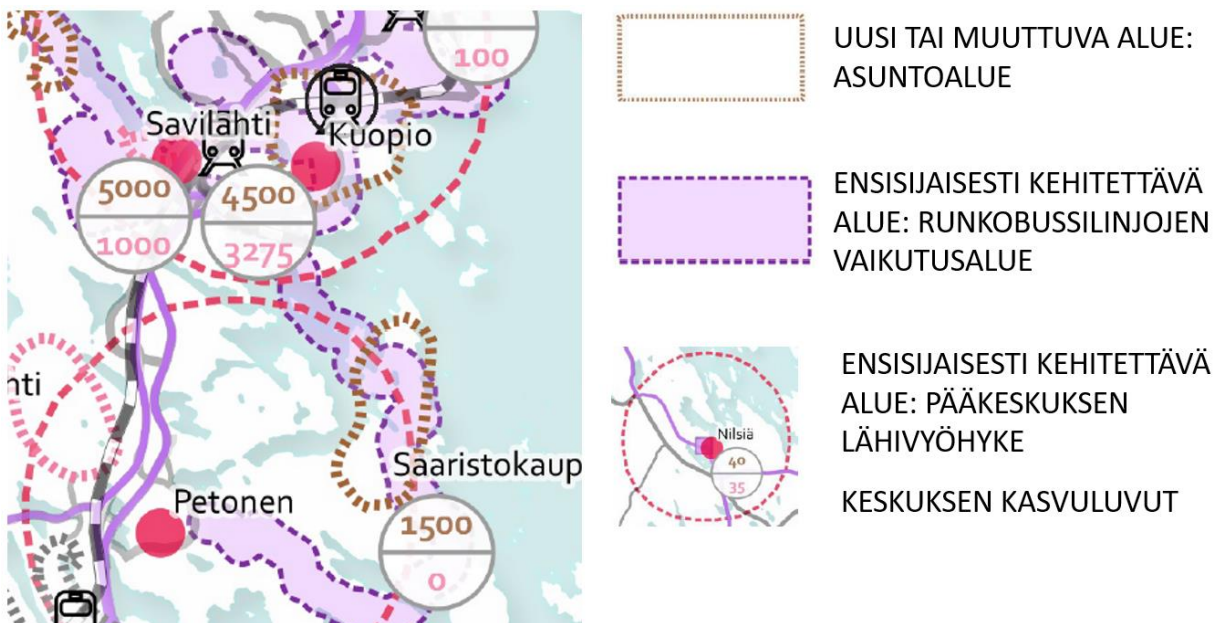 100
Savilahti
Kuopio
5000
1000
4500
3275
hti
Saaristokaup
Petonen
1500
0
UUSI TAI MUUTTUVA ALUE:
ASUNTOALUE
ENSISIJAISESTI KEHITETTÄVÄ
ALUE: RUNKOBUSSILINJOJEN
VAIKUTUSALUE
Nilsiä
40
35
ENSISIJAISESTI KEHITETTÄVÄ
ALUE: PÄÄKESKUKSEN
LÄHIVYÖHYKE
KESKUKSEN KASVULUVUT